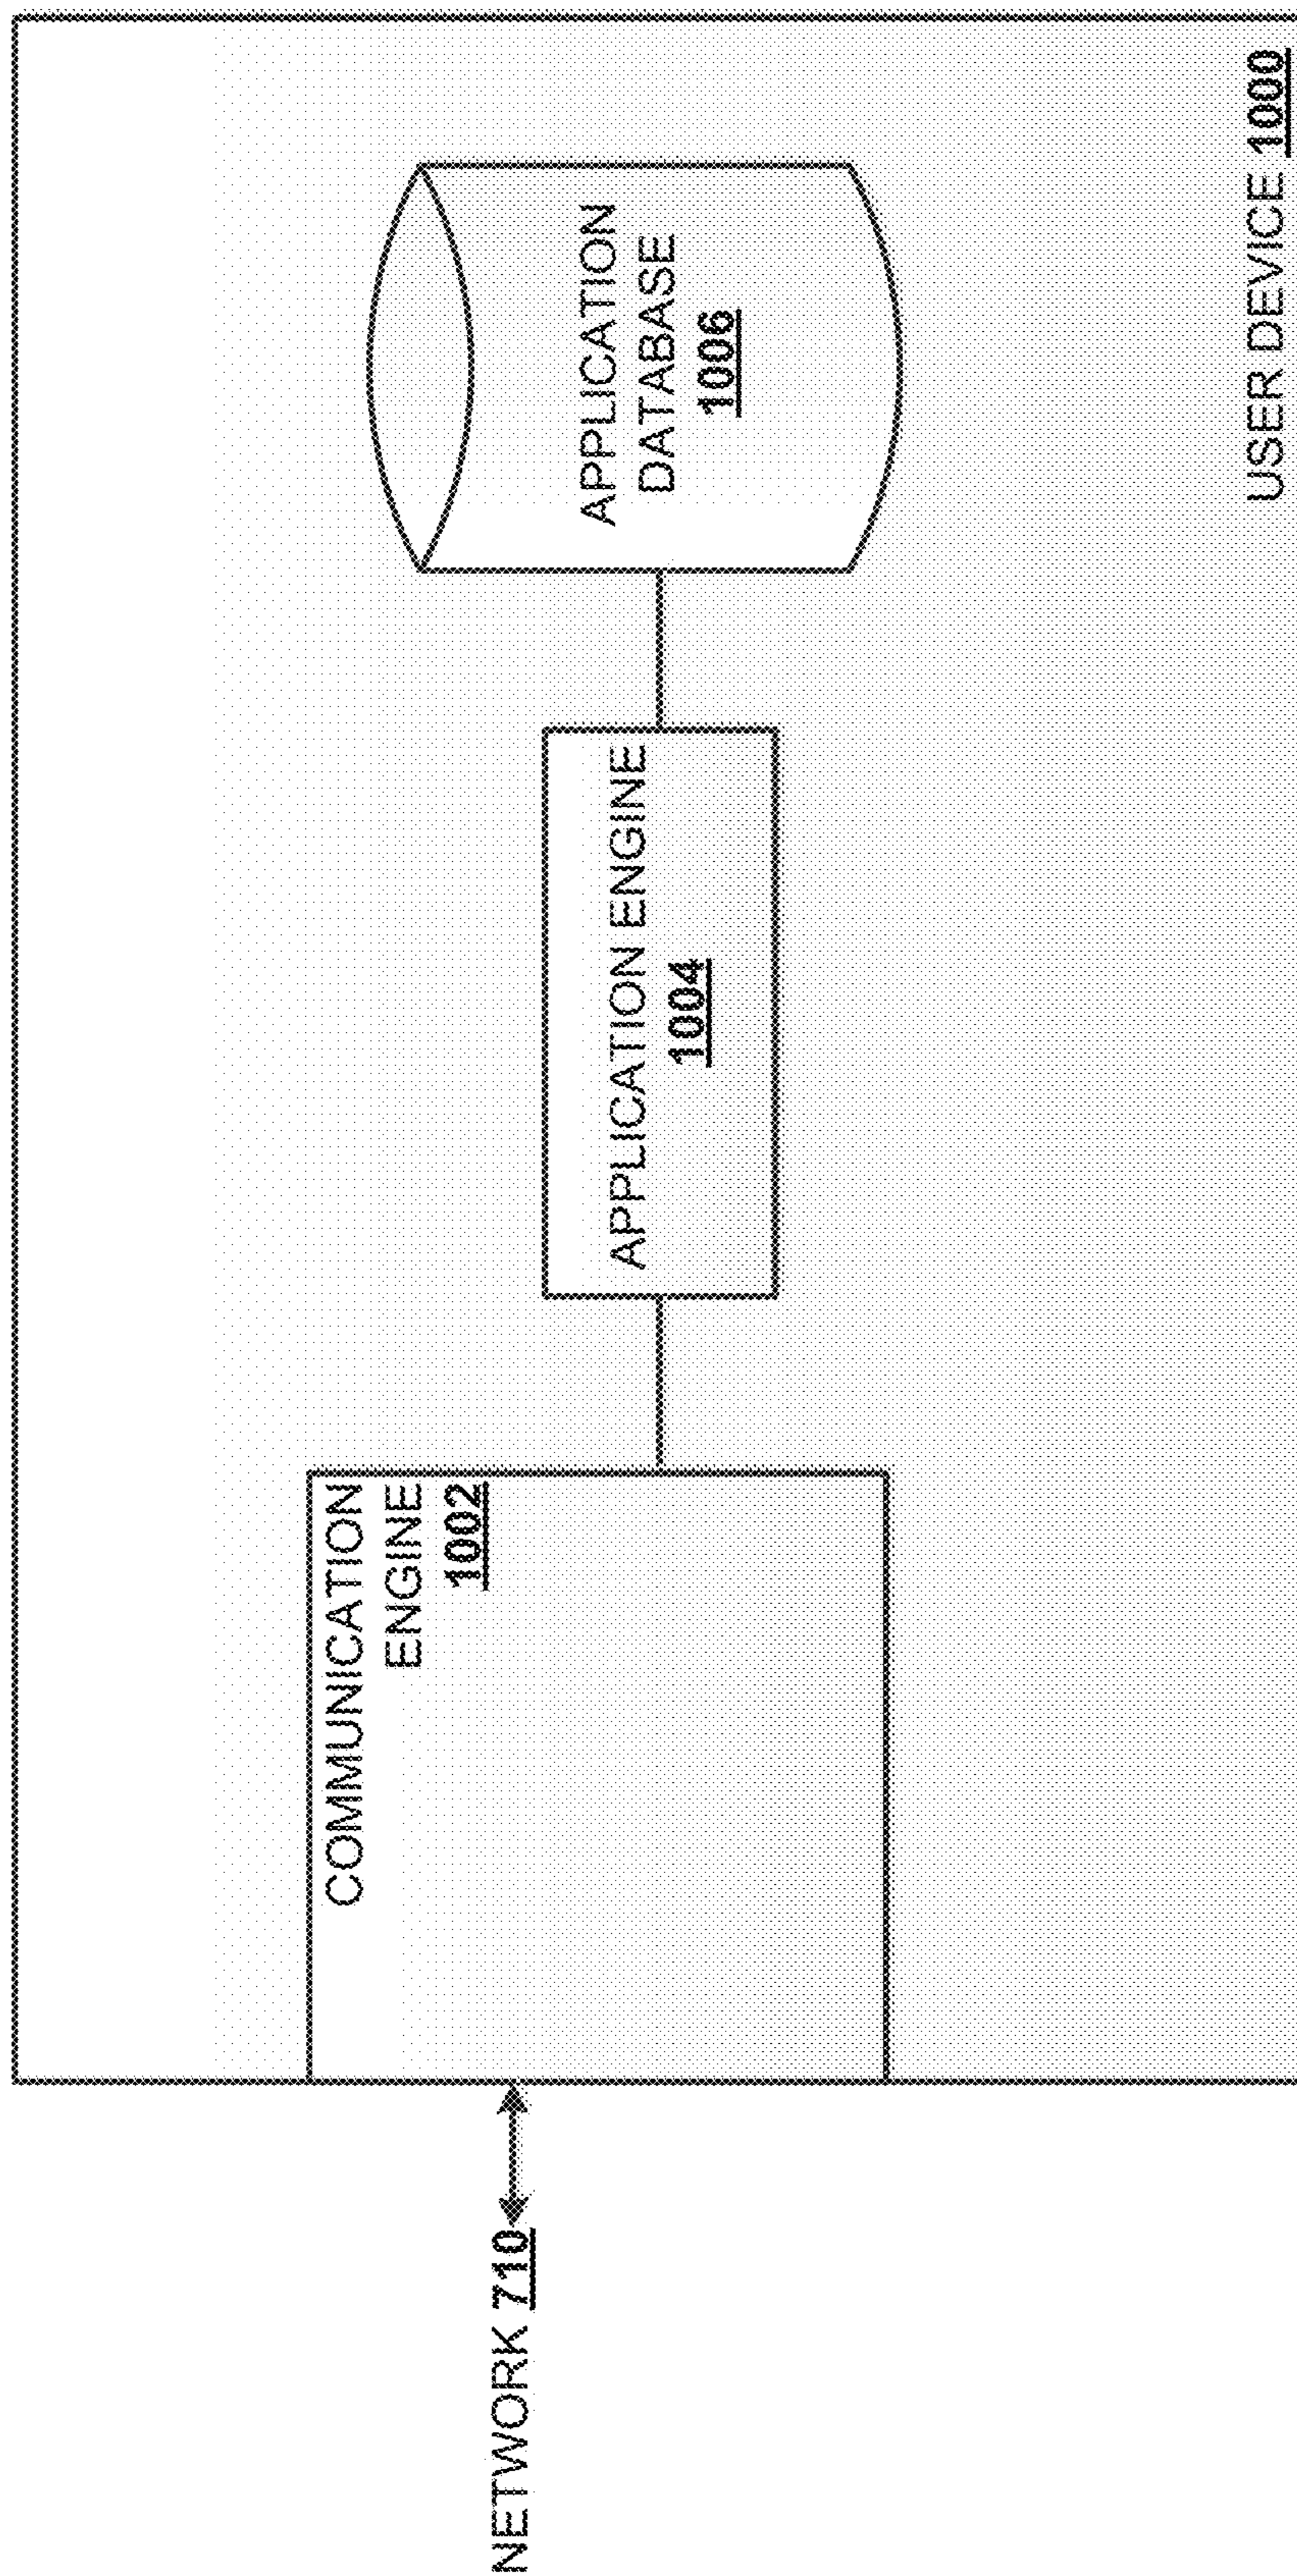 NETWORK 710
COMMUNICATION
ENGINE
1002
APPLICATION ENGINE
1004
APPLICATION
DATABASE
1006
USER DEVICE 1000